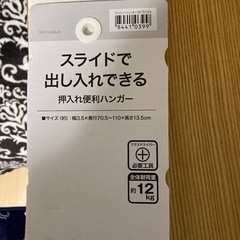 スライドで
出し入れできる
押入れ便利ハンガー
■サイズ(約):幅3.5×奥行70.5～110×高さ13.5cm
プラスドライバー
必要工具
全体耐荷重
約12kg
8441 0399